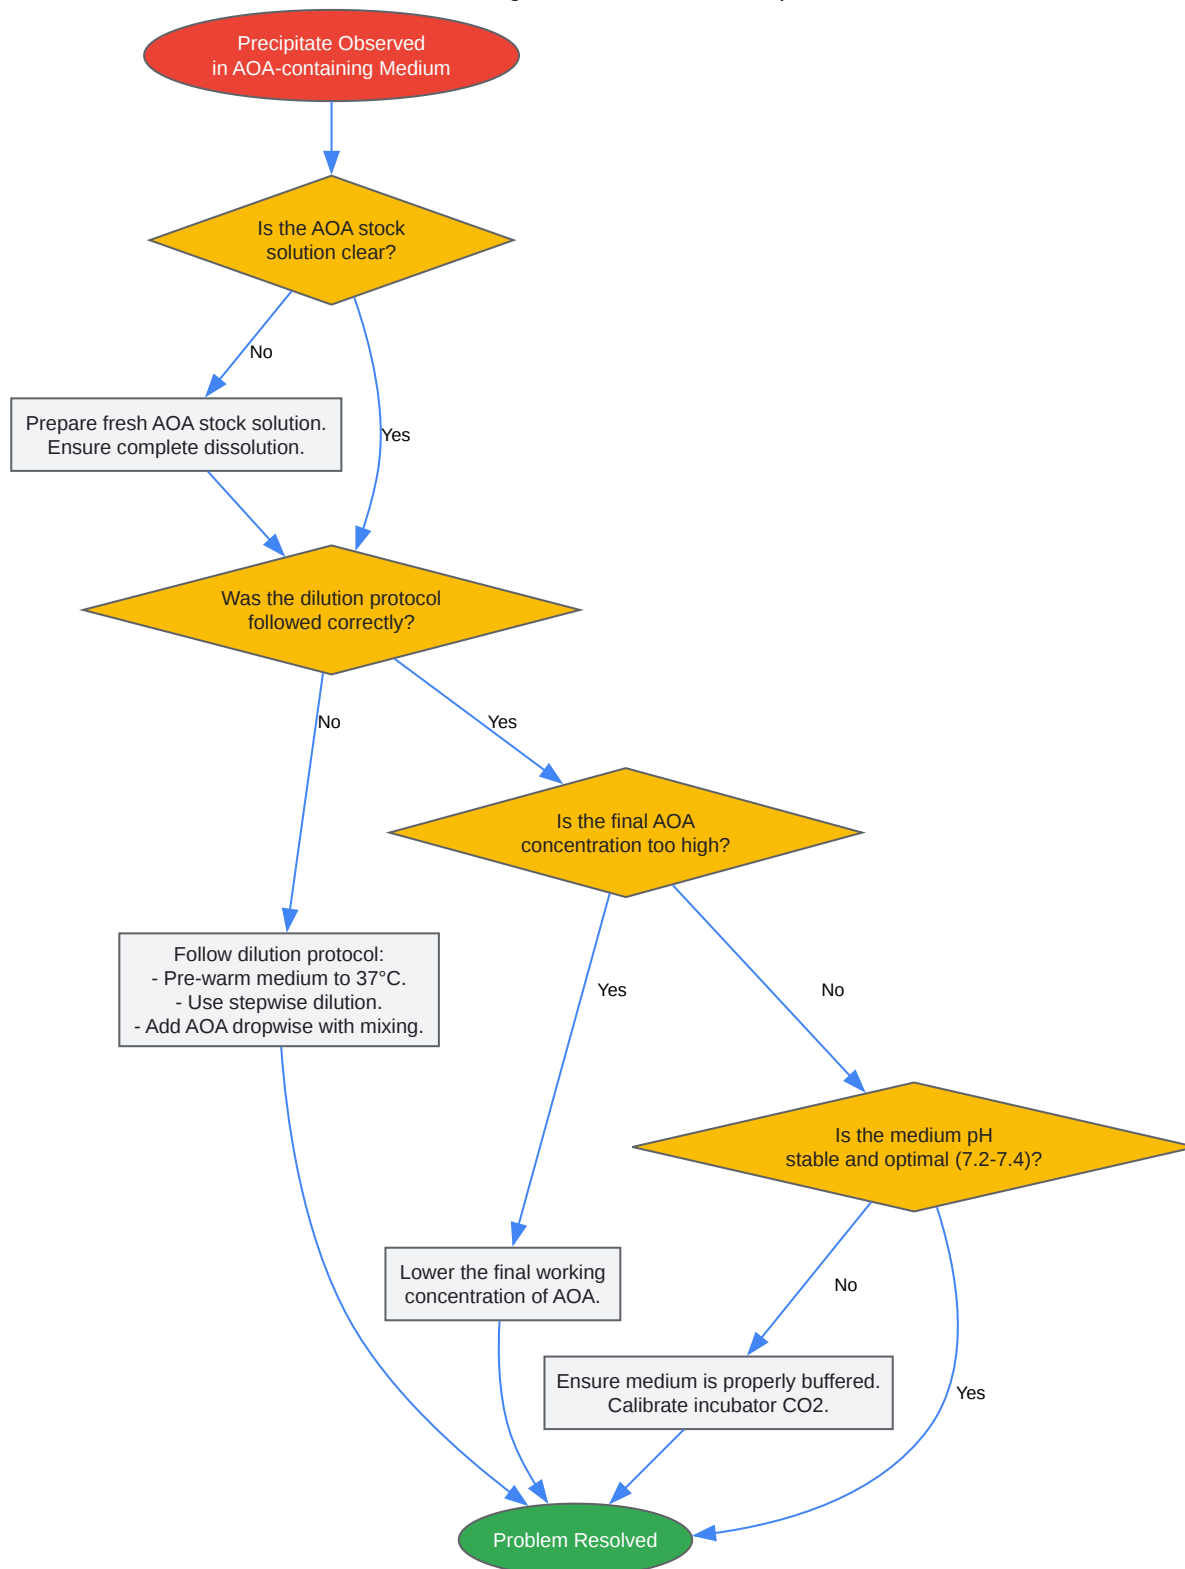 Precipitate Observed
in AOA-containing Medium
Is the AOA stock
solution clear?
No
Yes
Prepare fresh AOA stock solution.
Ensure complete dissolution.
Was the dilution protocol
followed correctly?
No
Yes
Is the final AOA
concentration too high?
Follow dilution protocol:
- Pre-warm medium to 37°C.
- Use stepwise dilution.
- Add AOA dropwise with mixing.
Yes
No
Is the medium pH
stable and optimal (7.2-7.4)?
Lower the final working
concentration of AOA.
No
Yes
Ensure medium is properly buffered.
Calibrate incubator CO2.
Problem Resolved